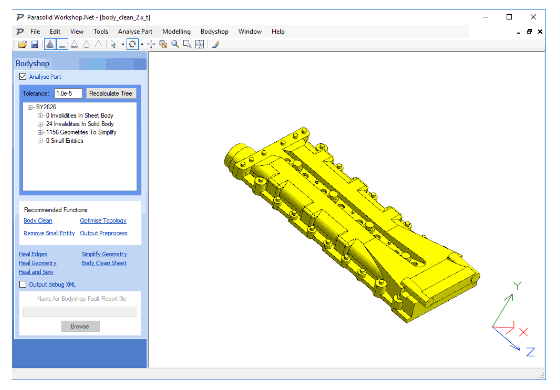 Parasolid Workshop.Net - [body_clean_2.x_t]
File Edit View Tools Analyse Part Modelling Bodyshop Window Help
Bodyshop
Analyse Part
Tolerance: 1.0e-5 Recalculate Tree
BY2626
0 Invalidities In Sheet Body
24 Invalidities In Solid Body
1156 Geometries To Simplify
0 Small Entities
Recommended Functions
Body Clean Optimise Topology
Remove Small Entity Output Preprocess
Heal Edges Simplify Geometry
Heal Geometry Body Clean Sheet
Heal and Sew
Output debug XML
Name for Bodyshop Fault Report file
Browse
Y
X
Z